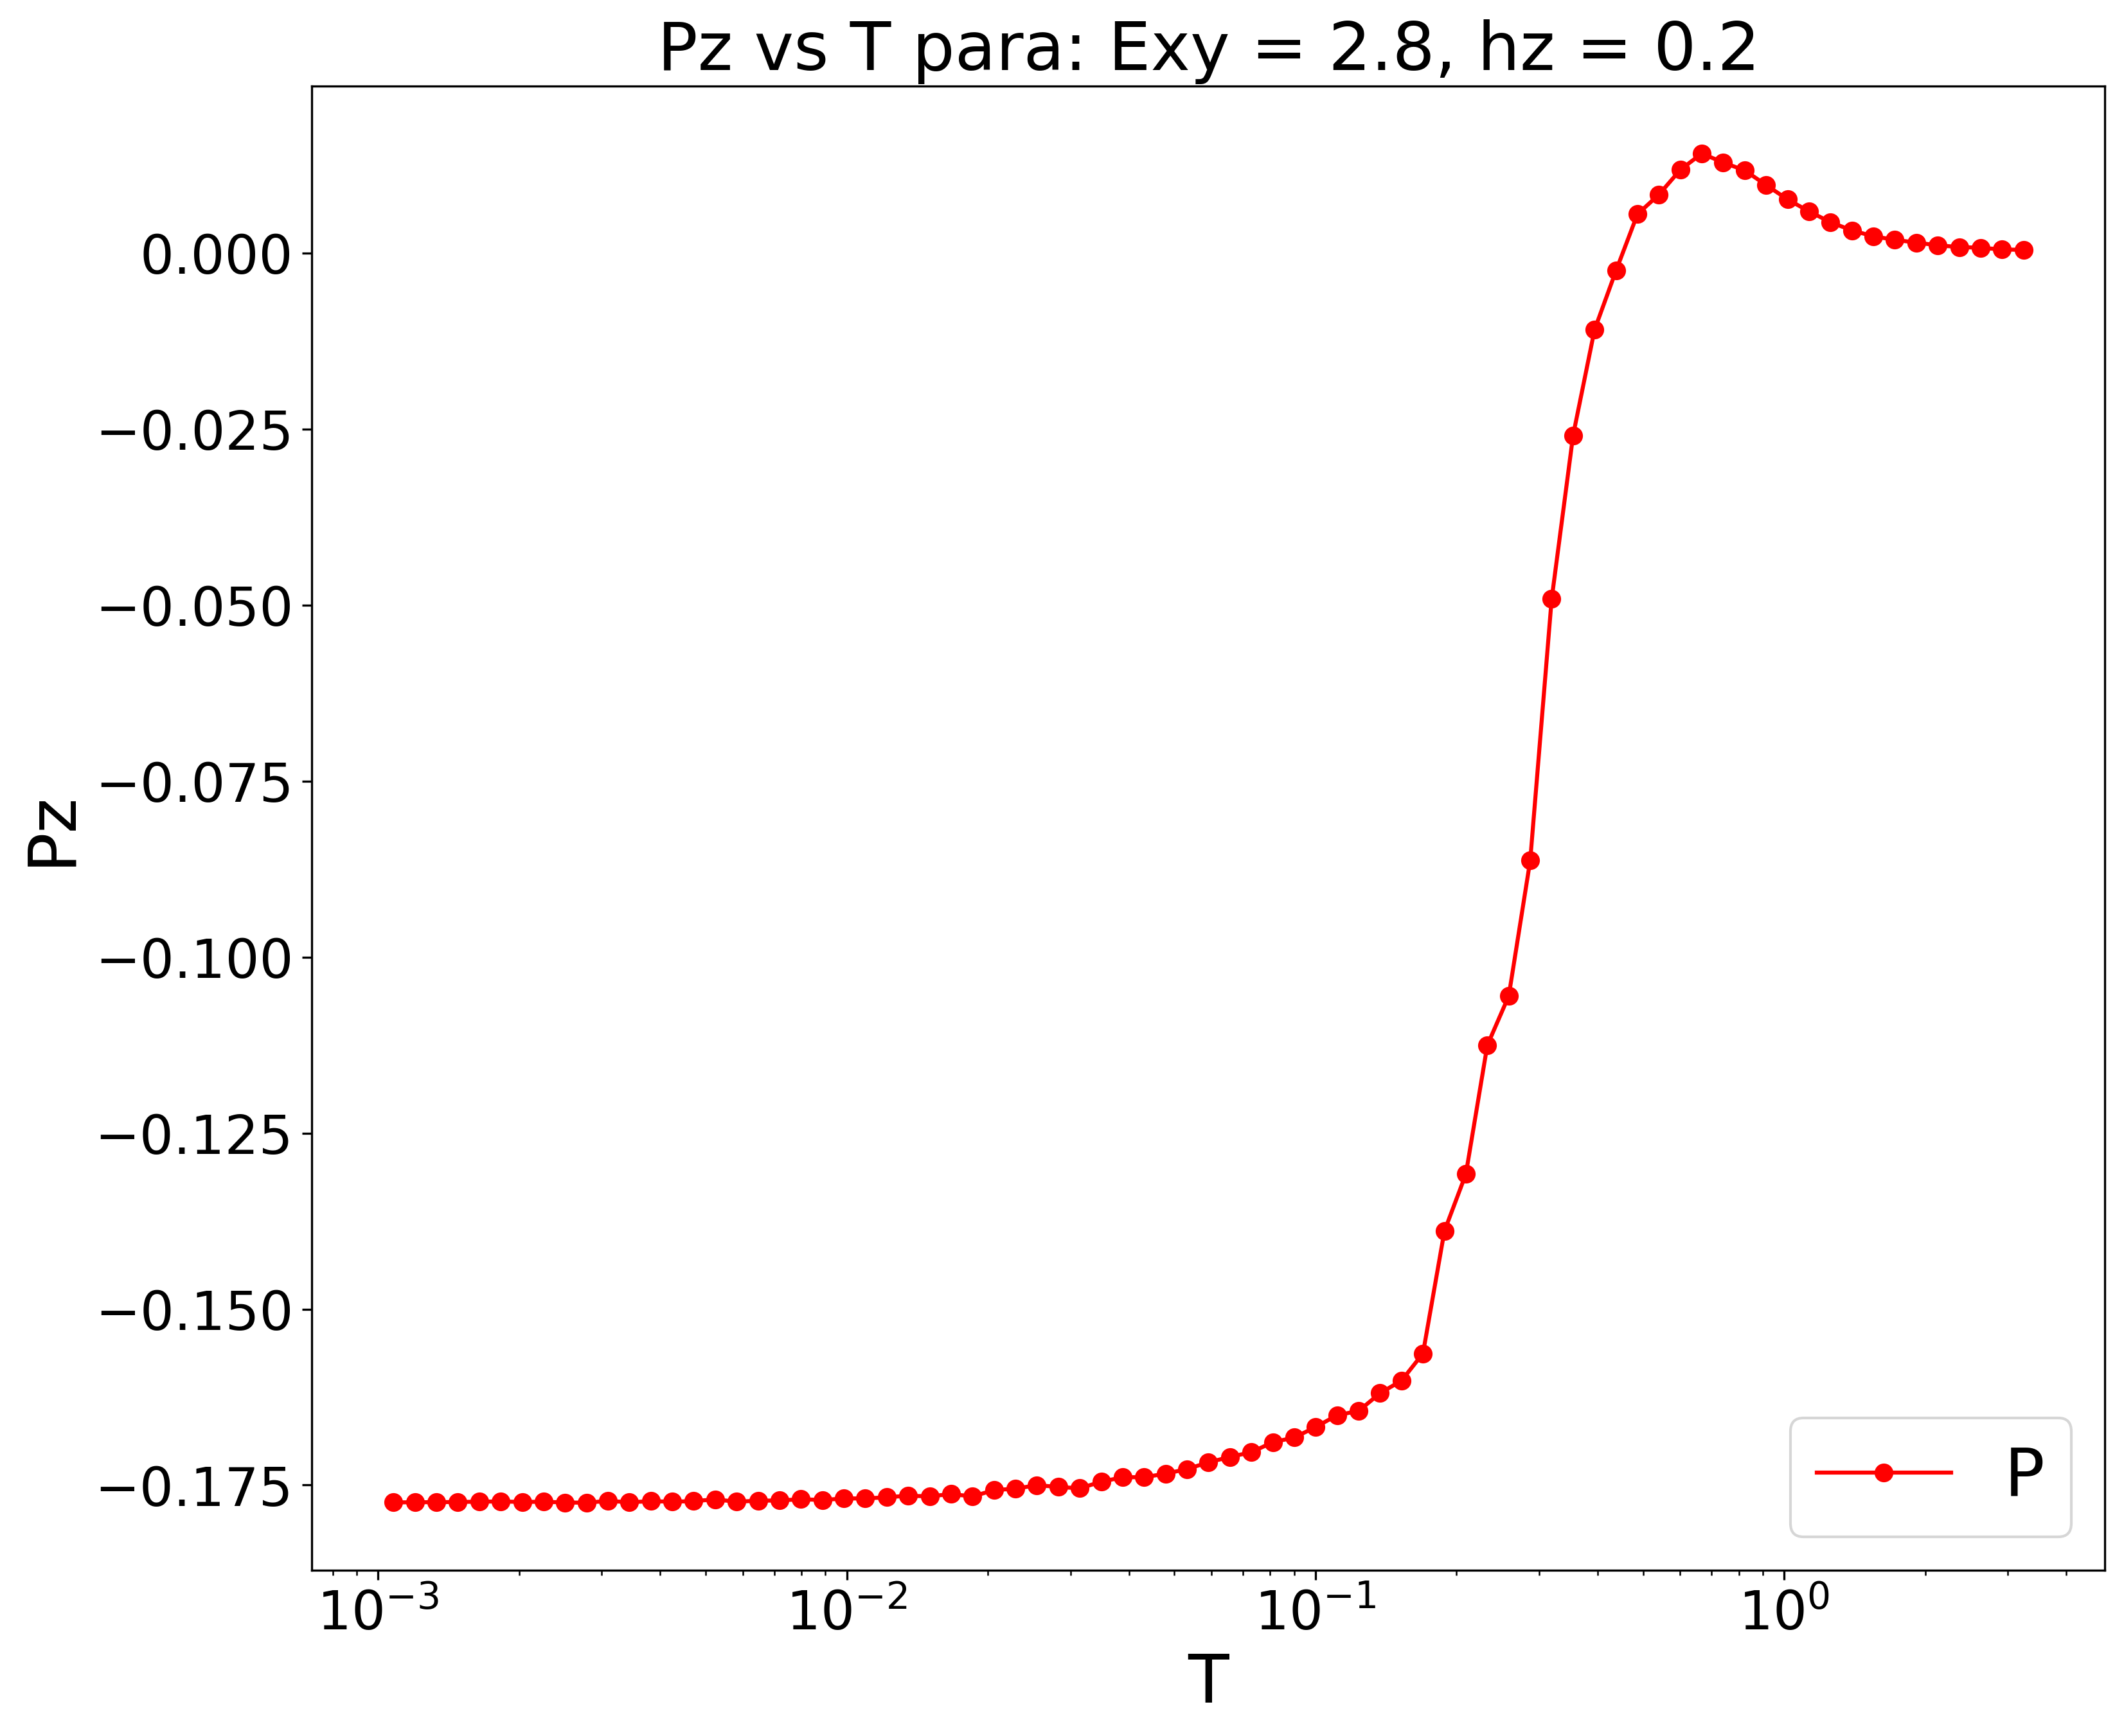 Pz vs T para: Exy = 2.8, hz = 0.2
0.000
−0.025
−0.050
−0.075
−0.100
−0.125
−0.150
−0.175
Pz
P
10⁻³ 10⁻² 10⁻¹ 10⁰
T